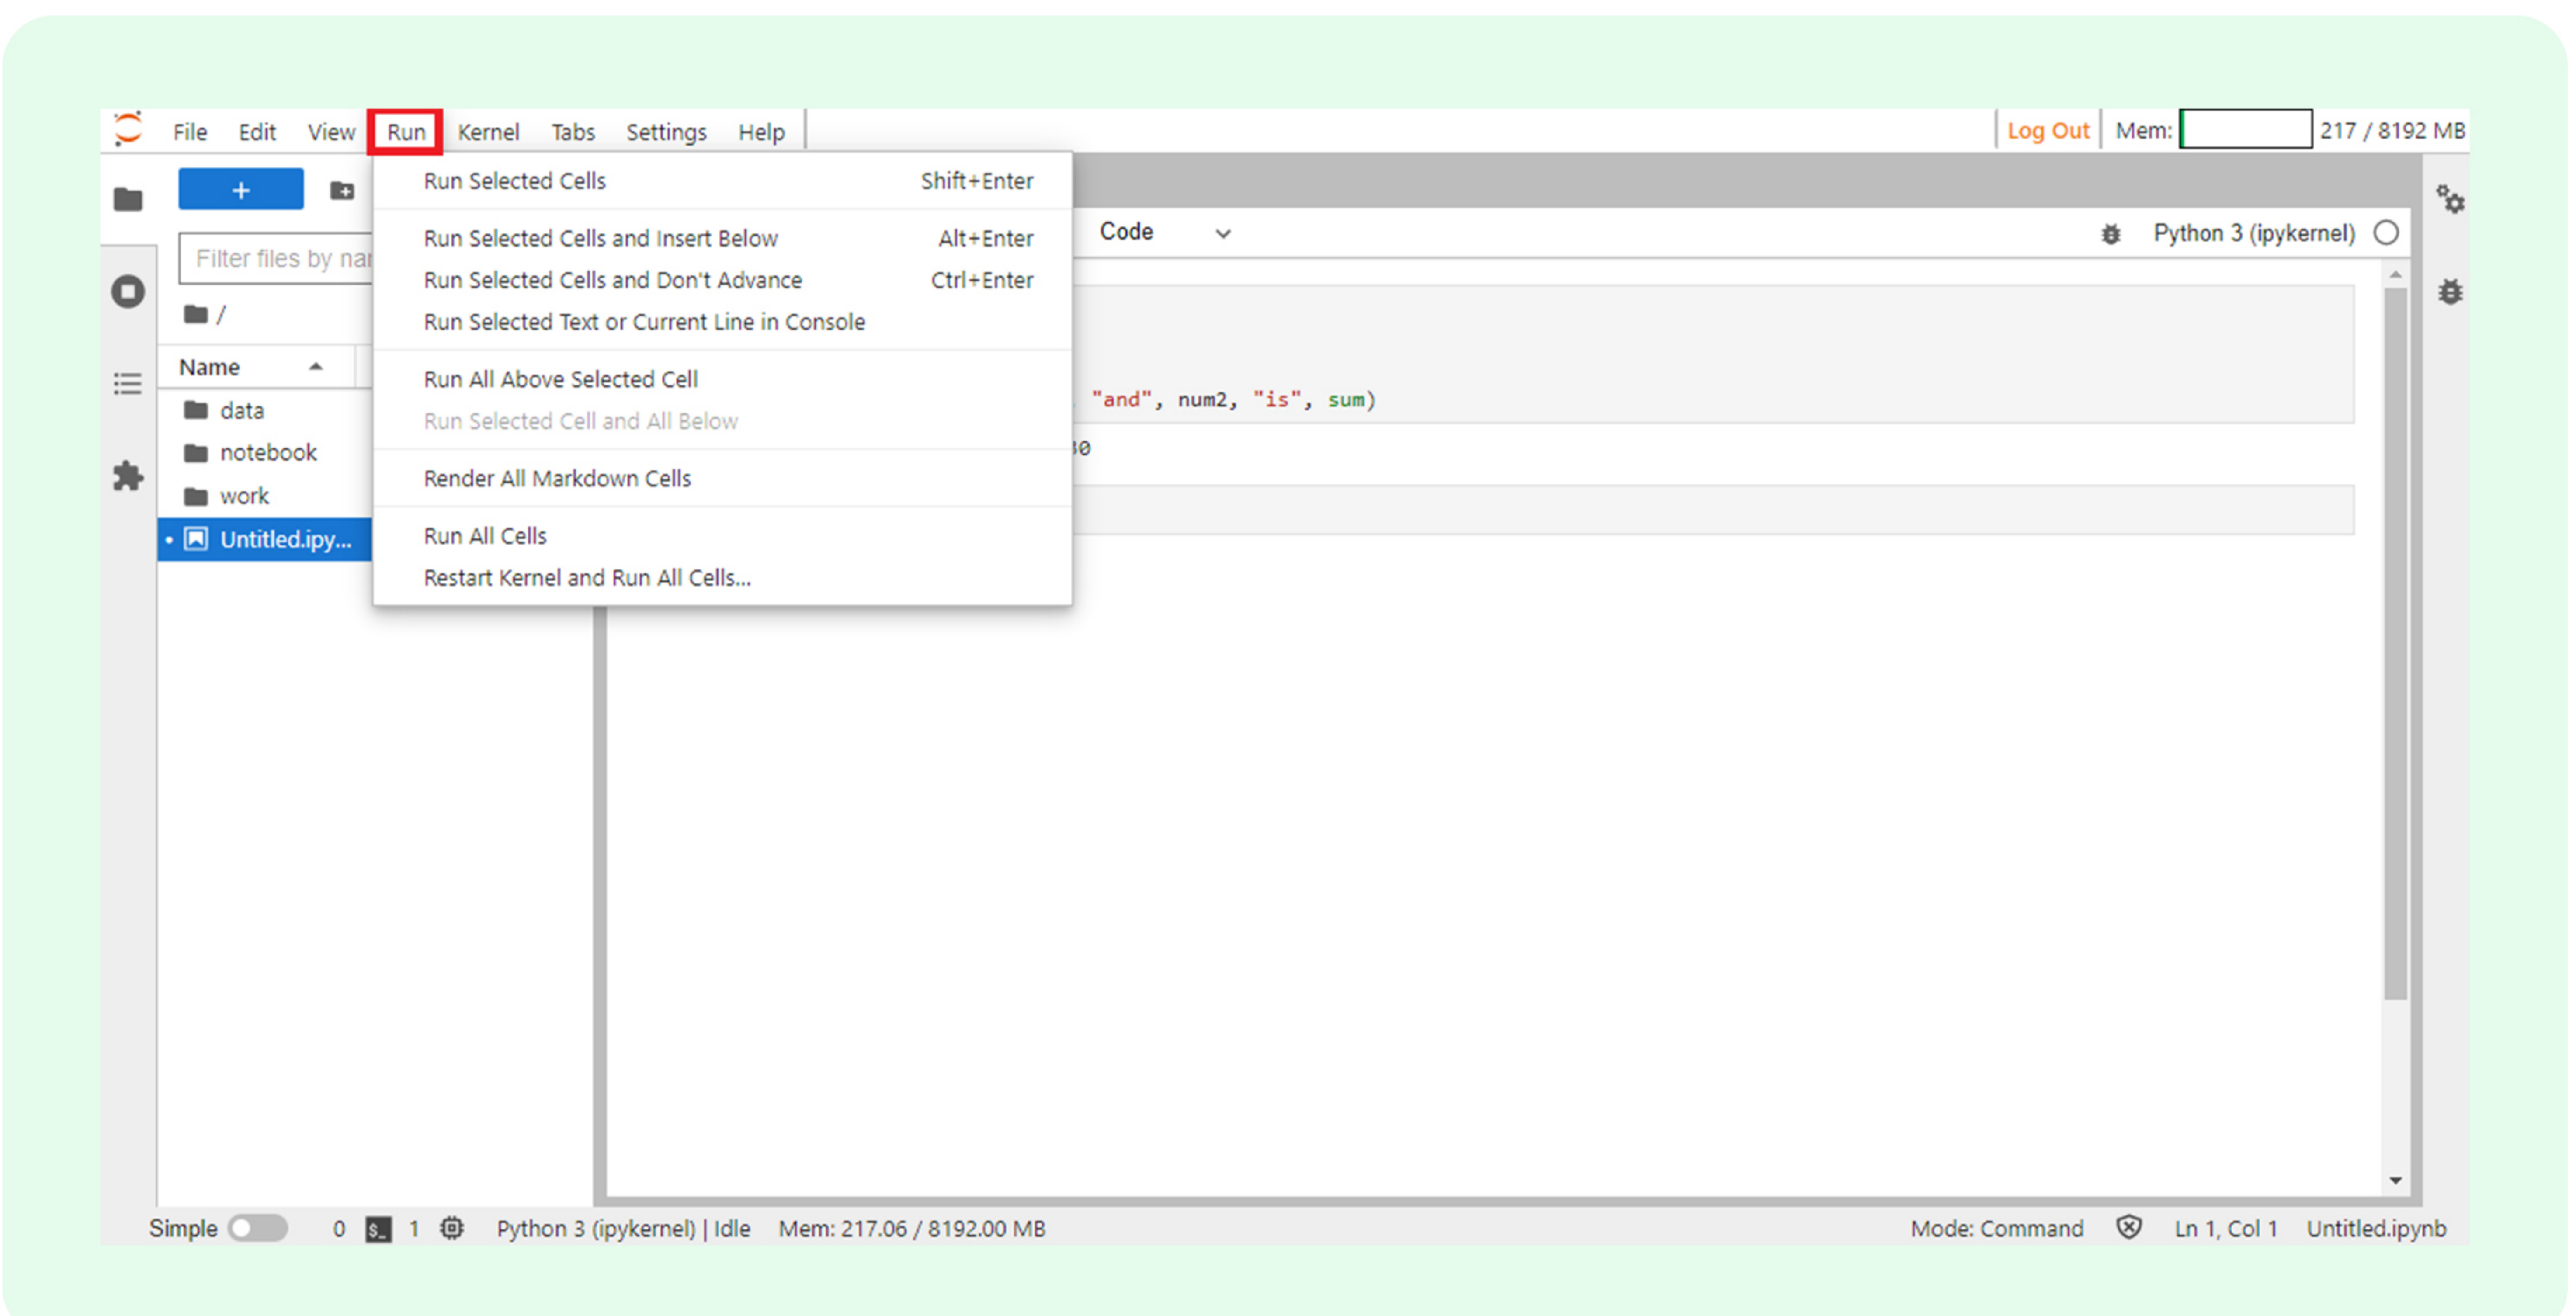 File Edit View Run Kernel Tabs Settings Help
Log Out Mem: 217 / 8192 MB
+
Run Selected Cells Shift+Enter
Run Selected Cells and Insert Below Alt+Enter
Run Selected Cells and Don't Advance Ctrl+Enter
Run Selected Text or Current Line in Console
Run All Above Selected Cell
Run Selected Cell and All Below
Render All Markdown Cells
Run All Cells
Restart Kernel and Run All Cells...
Filter files by
/
Name
data
notebook
work
Untitled.ipy...
Code
Python 3 (ipykernel)
"and", num2, "is", sum)
Simple 0 $_ 1 Python 3 (ipykernel) | Idle Mem: 217.06 / 8192.00 MB
Mode: Command Ln 1, Col 1 Untitled.ipynb